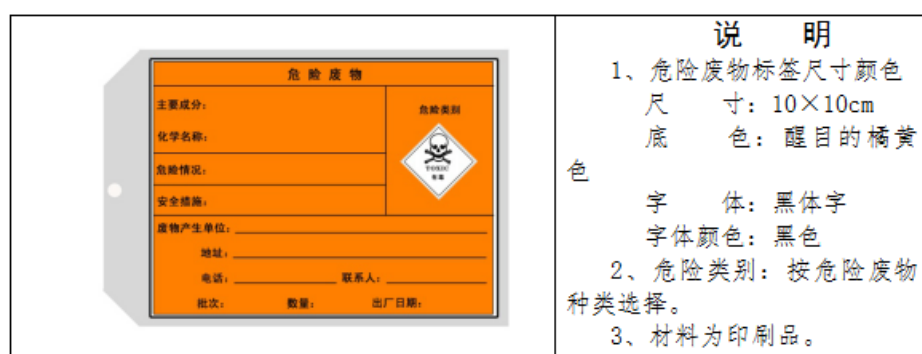 危险废物
主要成分：
危险类别
化学名称：
TOXIC
有毒
危险情况：
安全措施：
废物产生单位：
地址：
电话： 联系人：
批次： 数量： 出厂日期：
说 明
1、危险废物标签尺寸颜色
尺 寸：10×10cm
底 色：醒目的橘黄
色
字 体：黑体字
字体颜色：黑色
2、危险类别：按危险废物
种类选择。
3、材料为印刷品。